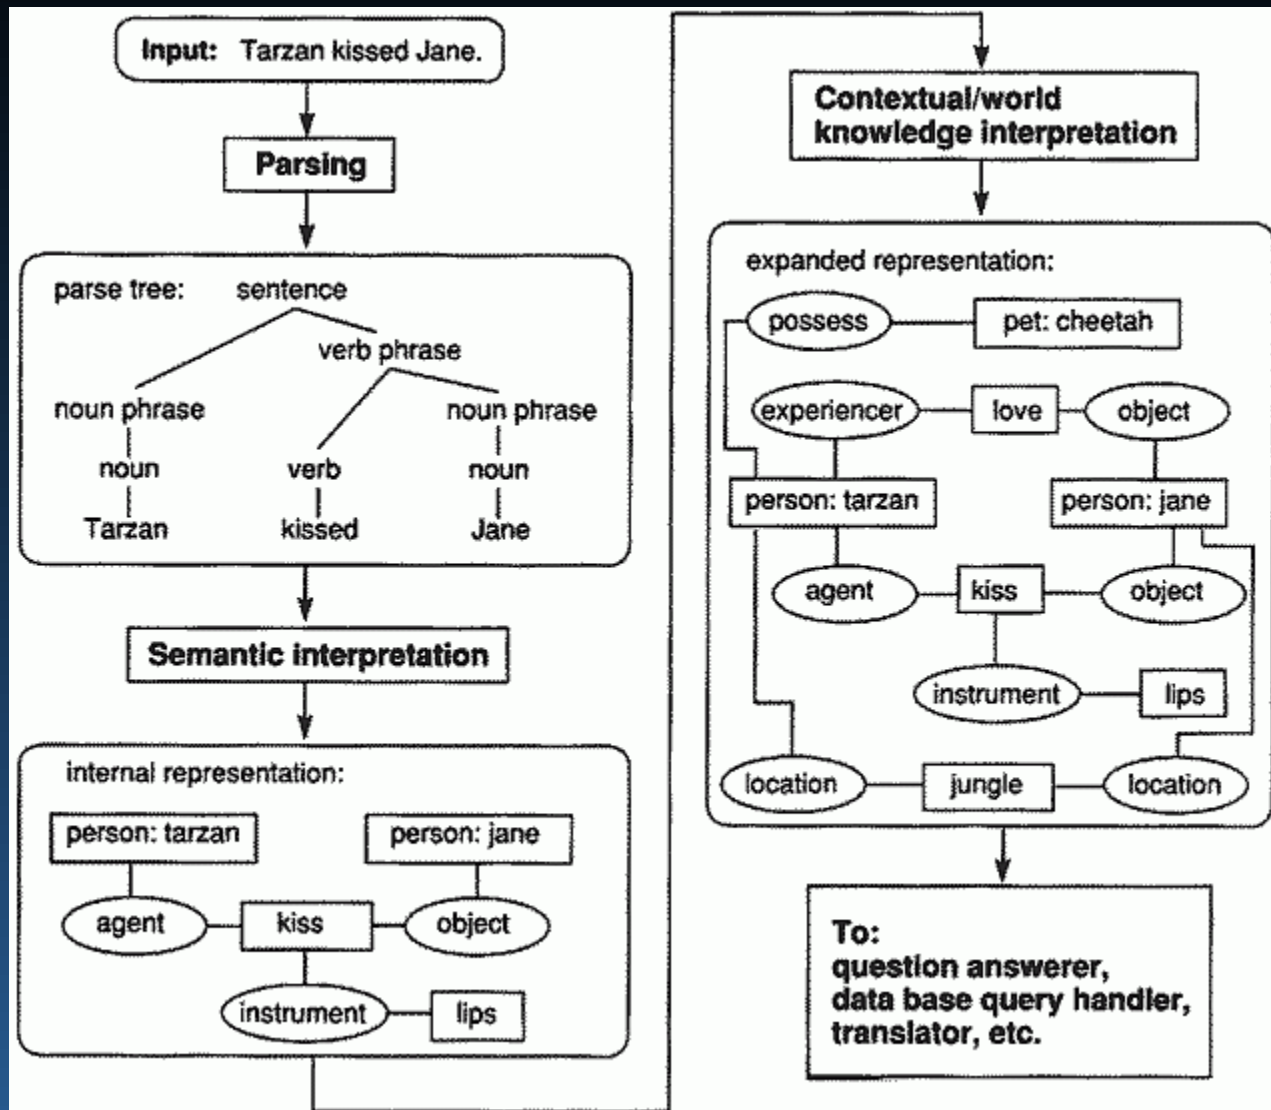 Input: Tarzan kissed Jane.
Parsing
parse tree: sentence
verb phrase
noun phrase noun phrase
noun verb noun
Tarzan kissed Jane
Semantic interpretation
internal representation:
person: tarzan person: jane
agent kiss object
instrument lips
Contextual/world
knowledge interpretation
expanded representation:
possess pet: cheetah
experiencer love object
person: tarzan person: jane
agent kiss object
instrument lips
location jungle location
To:
question answerer,
data base query handler,
translator, etc.